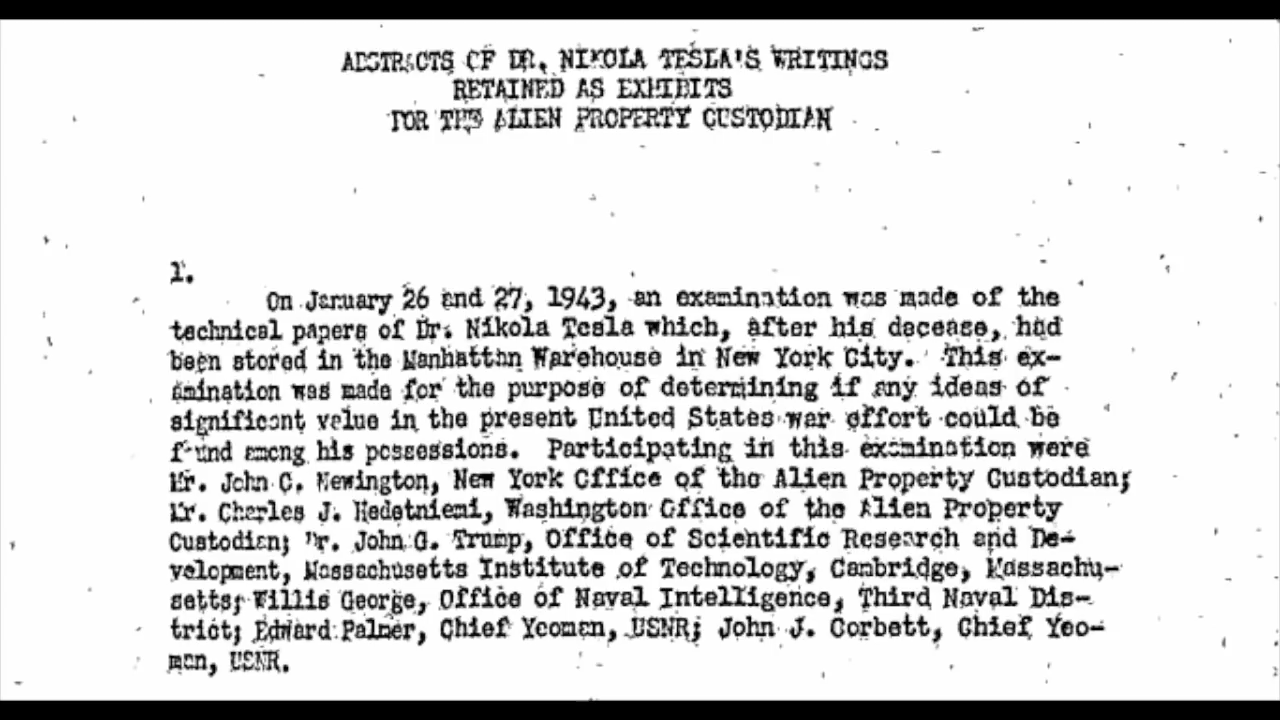 ABSTRACTS OF DR. NIKOLA TESLA'S WRITINGS
RETAINED AS EXHIBITS
FOR THE ALIEN PROPERTY CUSTODIAN
1.
On January 26 and 27, 1943, an examination was made of the
technical papers of Dr. Nikola Tesla which, after his decease, had
been stored in the Manhattan Warehouse in New York City. This ex-
amination was made for the purpose of determining if any ideas of
significant value in the present United States war effort could be
found among his possessions. Participating in this examination were
Mr. John C. Newington, New York Office of the Alien Property Custodian;
Mr. Charles J. Hedetniemi, Washington Office of the Alien Property
Custodian; Dr. John G. Trump, Office of Scientific Research and De-
velopment, Massachusetts Institute of Technology, Cambridge, Massachu-
setts; Willis George, Office of Naval Intelligence, Third Naval Dis-
trict; Edward Palmer, Chief Yeoman, USNR; John J. Corbett, Chief Yeo-
man, USNR.